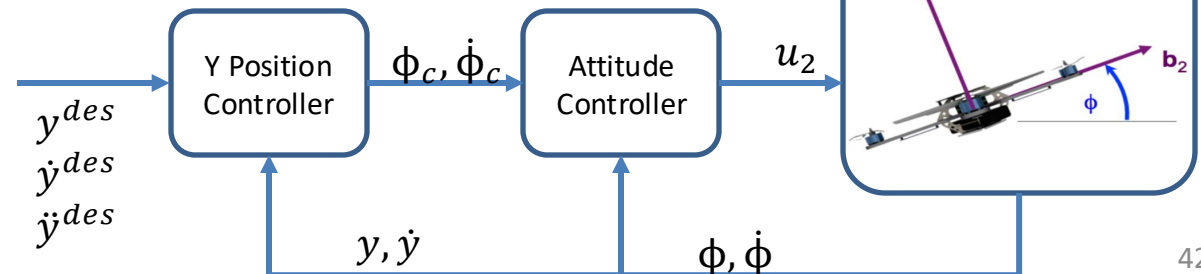 Y Position
Controller
ϕ_c, ϕ̇_c
Attitude
Controller
u_2
b_2
ϕ
y^{des}
ẏ^{des}
ÿ^{des}
y, ẏ
ϕ, ϕ̇
42